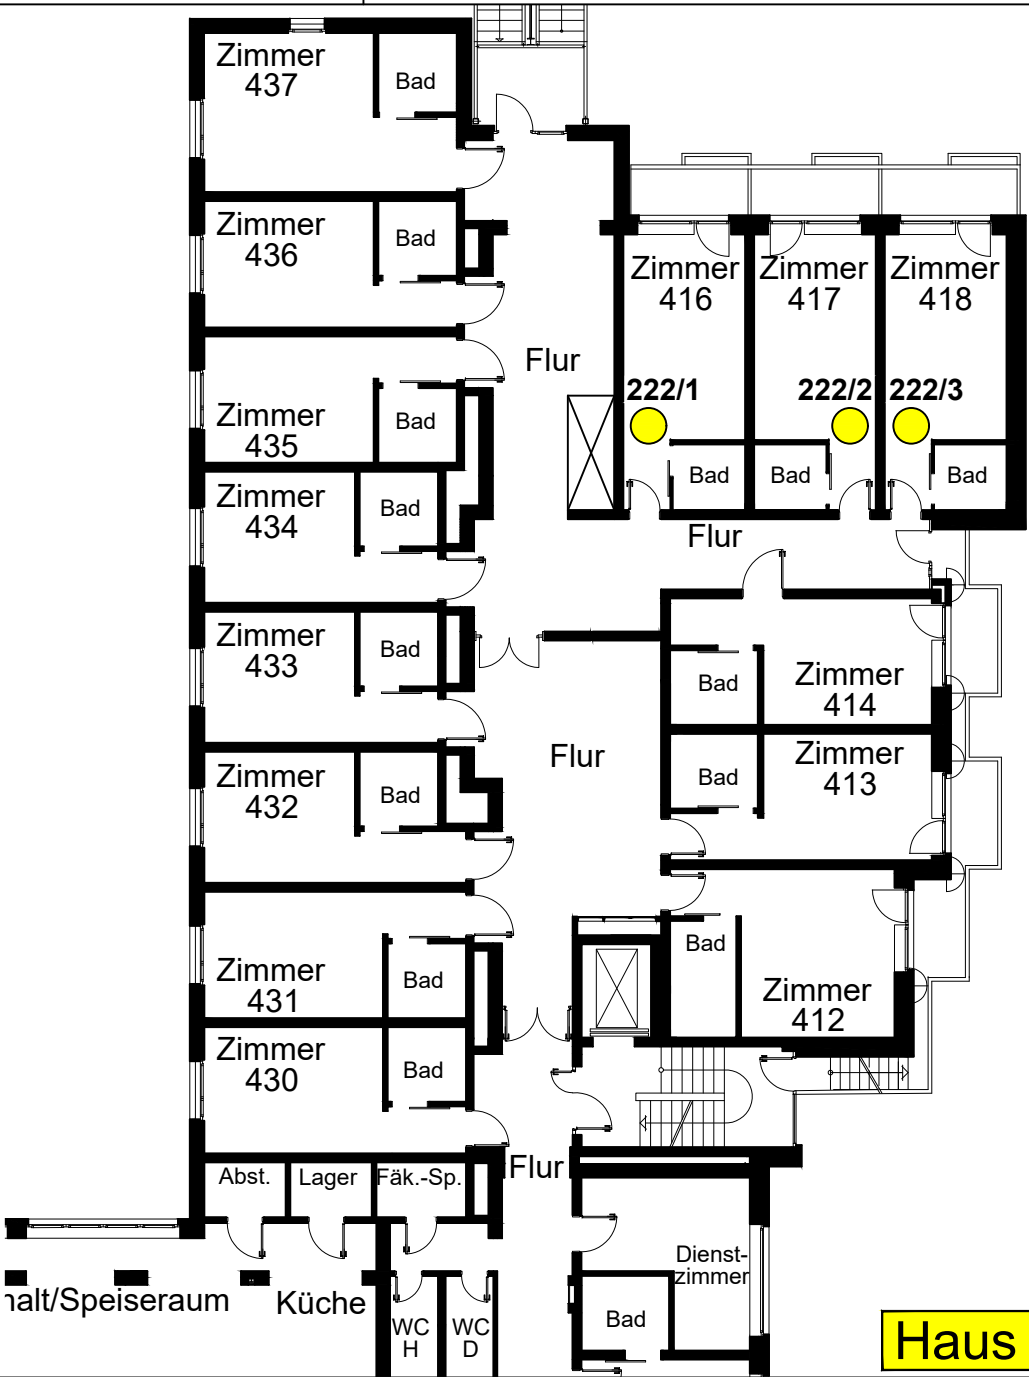 Zimmer
437
Bad
Zimmer
436
Bad
Zimmer
416
Zimmer
417
Zimmer
418
Flur
222/1
222/2
222/3
Zimmer
435
Bad
Bad
Bad
Bad
Zimmer
434
Bad
Flur
Zimmer
433
Bad
Bad
Zimmer
414
Flur
Zimmer
432
Bad
Bad
Zimmer
413
Zimmer
431
Bad
Bad
Zimmer
412
Zimmer
430
Bad
Abst.
Lager
Fäk.-Sp.
Flur
Dienst-
zimmer
halt/Speiseraum
Küche
WC
H
WC
D
Bad
Haus